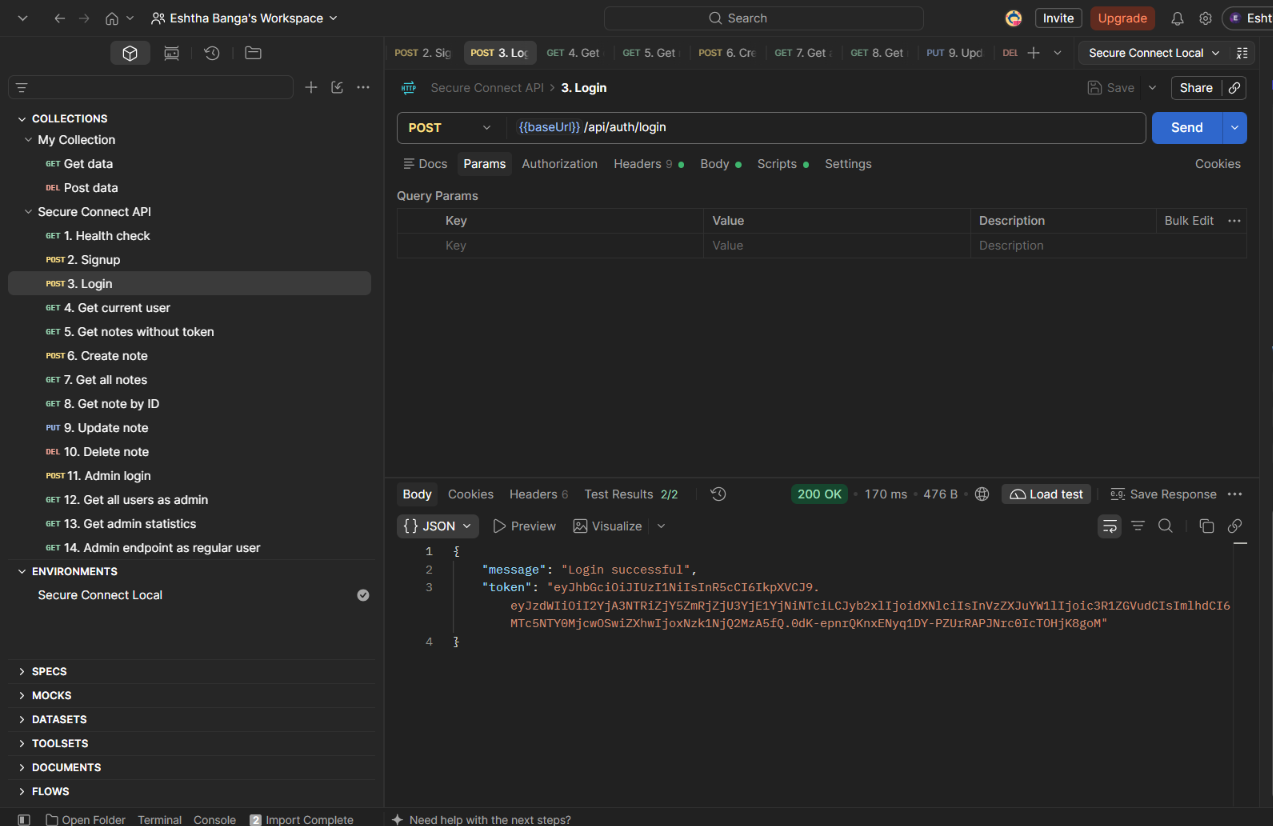 Eshtha Banga's Workspace
Search
Invite
Upgrade
E Esht
POST 2. Sig
POST 3. Log
GET 4. Get
GET 5. Get
POST 6. Cre
GET 7. Get a
GET 8. Get
PUT 9. Upd
DEL
Secure Connect Local
HTTP Secure Connect API > 3. Login
Save
Share
POST
{{baseUrl}} /api/auth/login
Send
Docs
Params
Authorization
Headers 9
Body
Scripts
Settings
Cookies
Query Params
Key Value Description Bulk Edit
Key Value Description
COLLECTIONS
My Collection
GET Get data
DEL Post data
Secure Connect API
GET 1. Health check
POST 2. Signup
POST 3. Login
GET 4. Get current user
GET 5. Get notes without token
POST 6. Create note
GET 7. Get all notes
GET 8. Get note by ID
PUT 9. Update note
DEL 10. Delete note
POST 11. Admin login
GET 12. Get all users as admin
GET 13. Get admin statistics
GET 14. Admin endpoint as regular user
ENVIRONMENTS
Secure Connect Local
SPECS
MOCKS
DATASETS
TOOLSETS
DOCUMENTS
FLOWS
Body
Cookies
Headers 6
Test Results 2/2
200 OK
170 ms
476 B
Load test
e.g. Save Response
{} JSON
Preview
Visualize
1 {
2 "message": "Login successful",
3 "token": "eyJhbGciOiJIUzI1NiIsInR5cCI6IkpXVCJ9.
eyJzdWIiOiI2YjA3NTRiZjY5ZmRjZjU3YjE1YjNiNTciLCJyb2xlIjoidXNlciIsInVzZXJuYW1lIjoic3R1ZGVudCIsImlhdCI6
MTc5NTY0MjcwOSwiZXhwIjoxNzk1NjQ2MzA5fQ.0dK-epnrQKnxENyq1DY-PZUrRAPJNrc0IcTOHjK8goM"
4 }
Open Folder
Terminal
Console
2 Import Complete
Need help with the next steps?